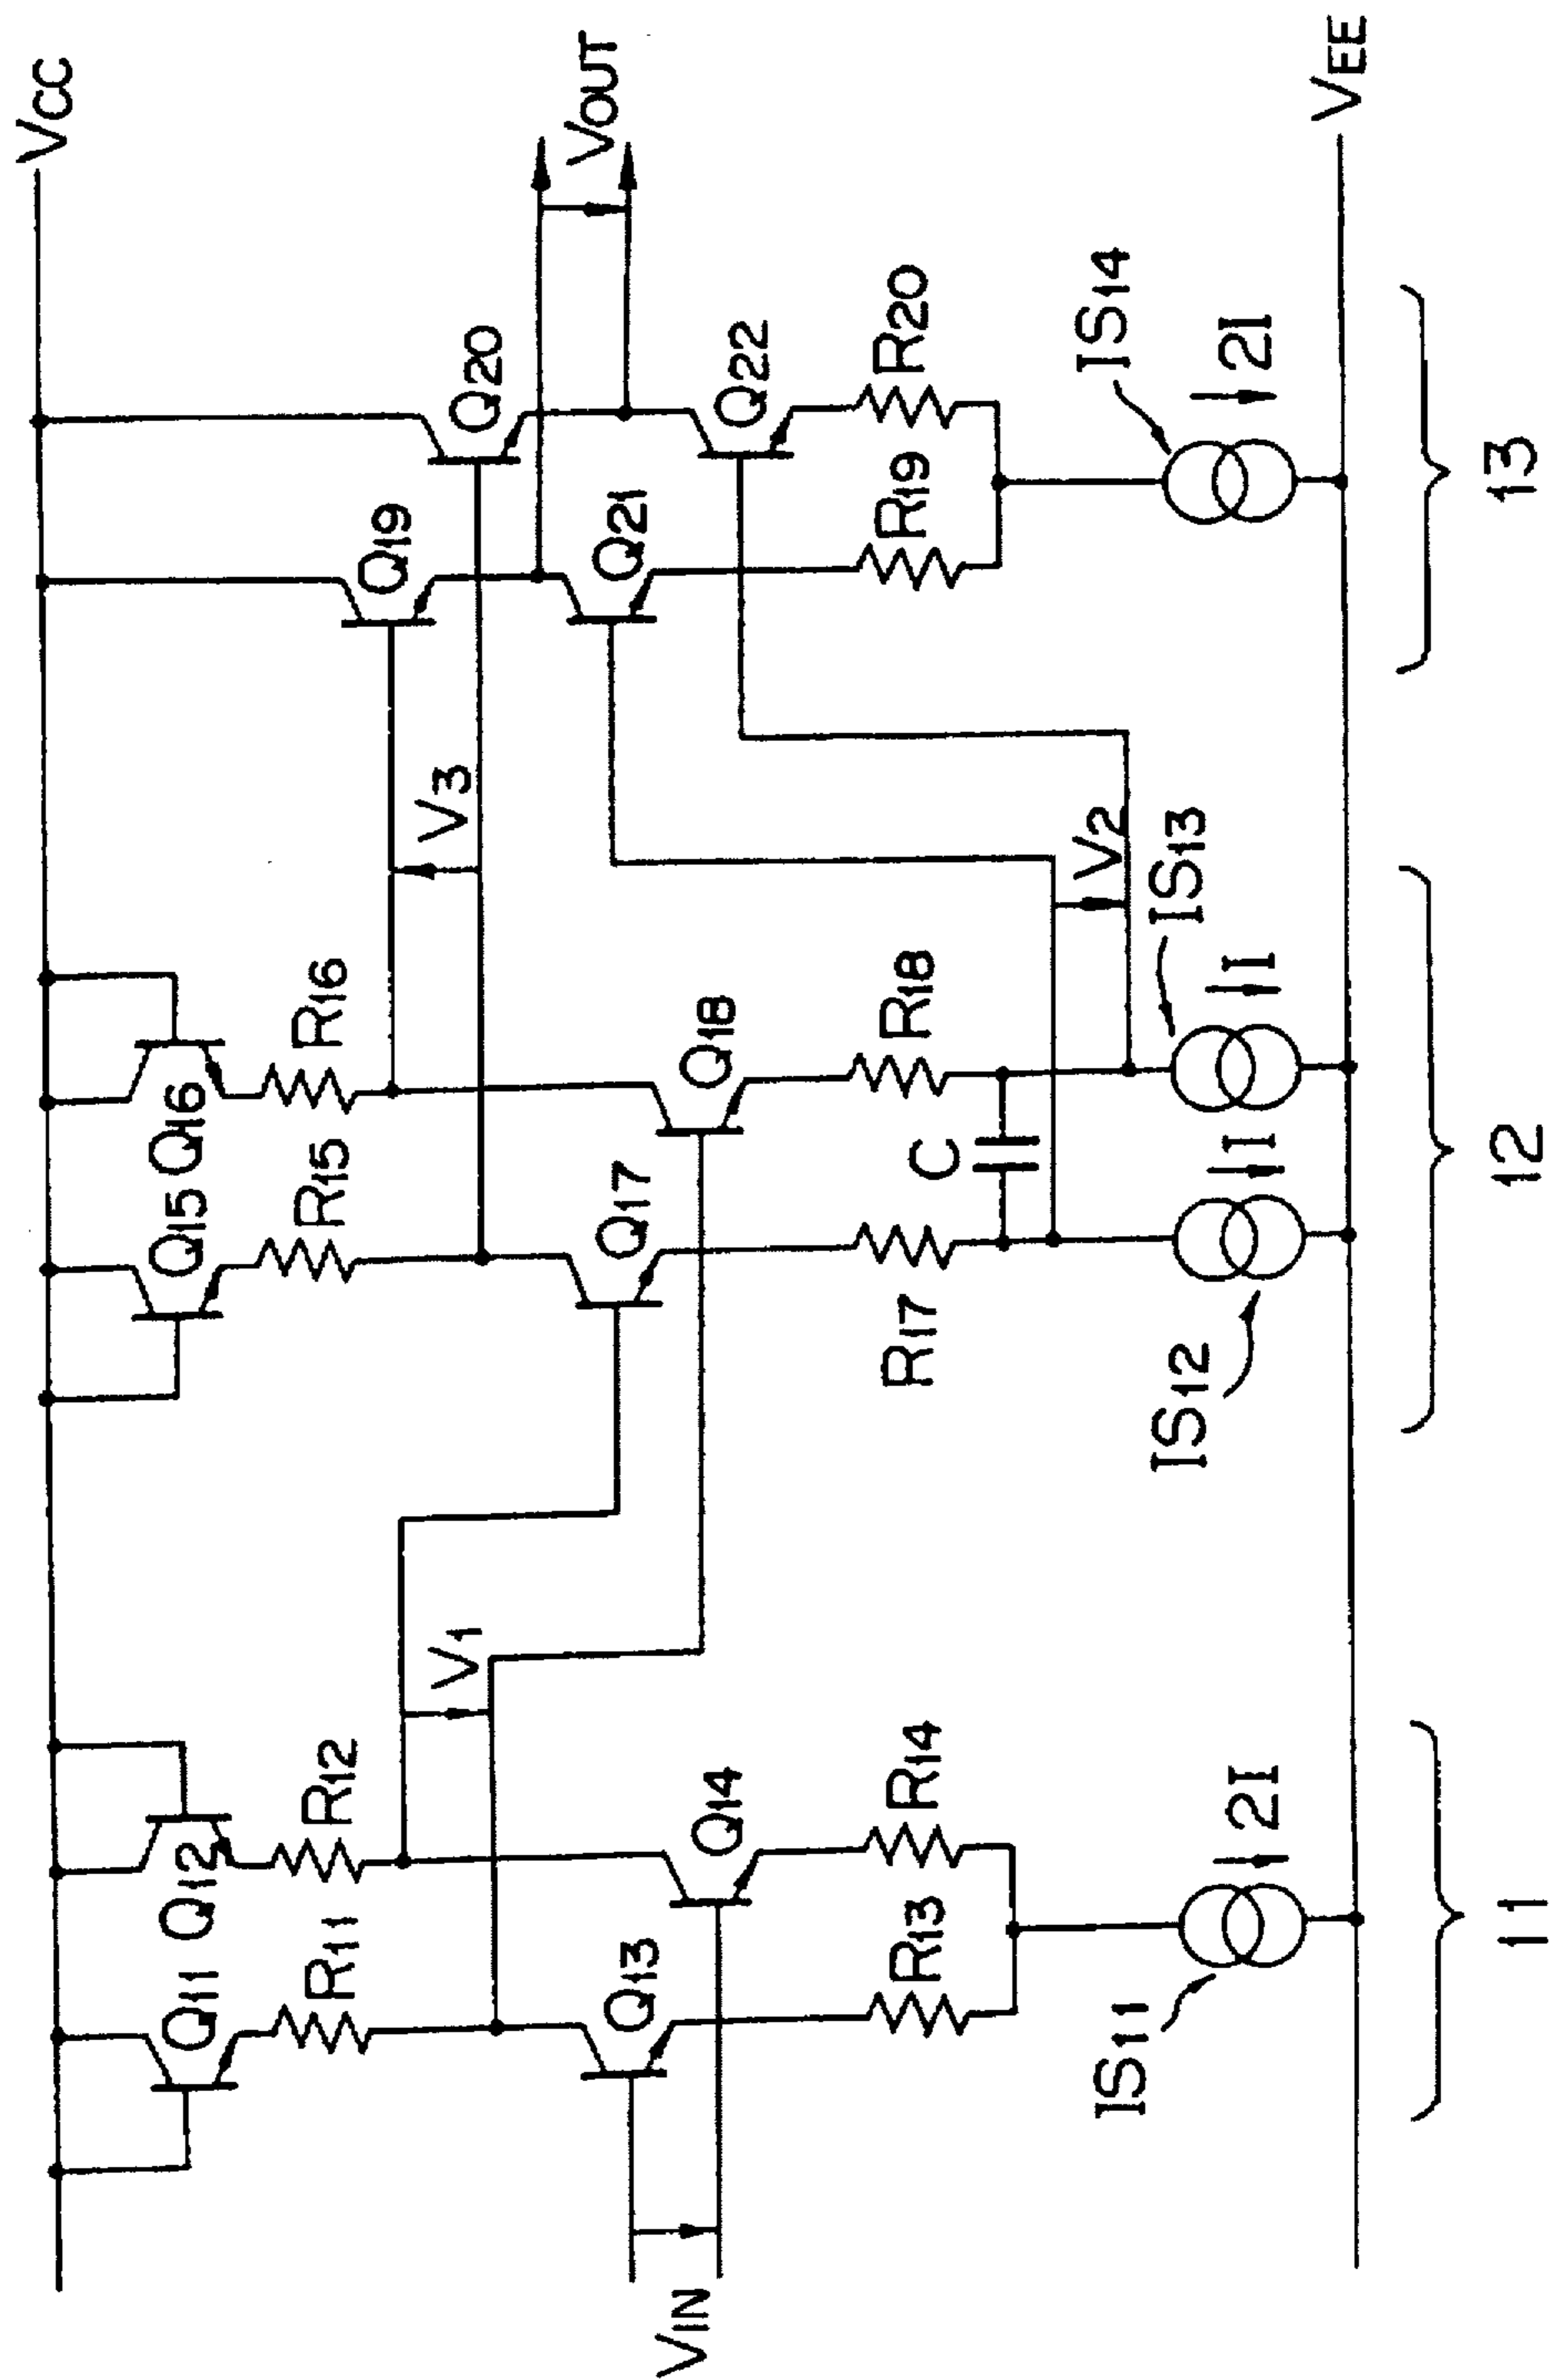 VCC
Q11
Q12
R11
R12
V1
Q13
Q14
R13
R14
VIN
IS11
2I
11
Q15
Q16
R15
R16
V3
Q17
Q18
R17
R18
C
V2
IS12
I
IS13
I
12
Q19
Q20
VOUT
Q21
Q22
R19
R20
IS14
2I
VEE
13